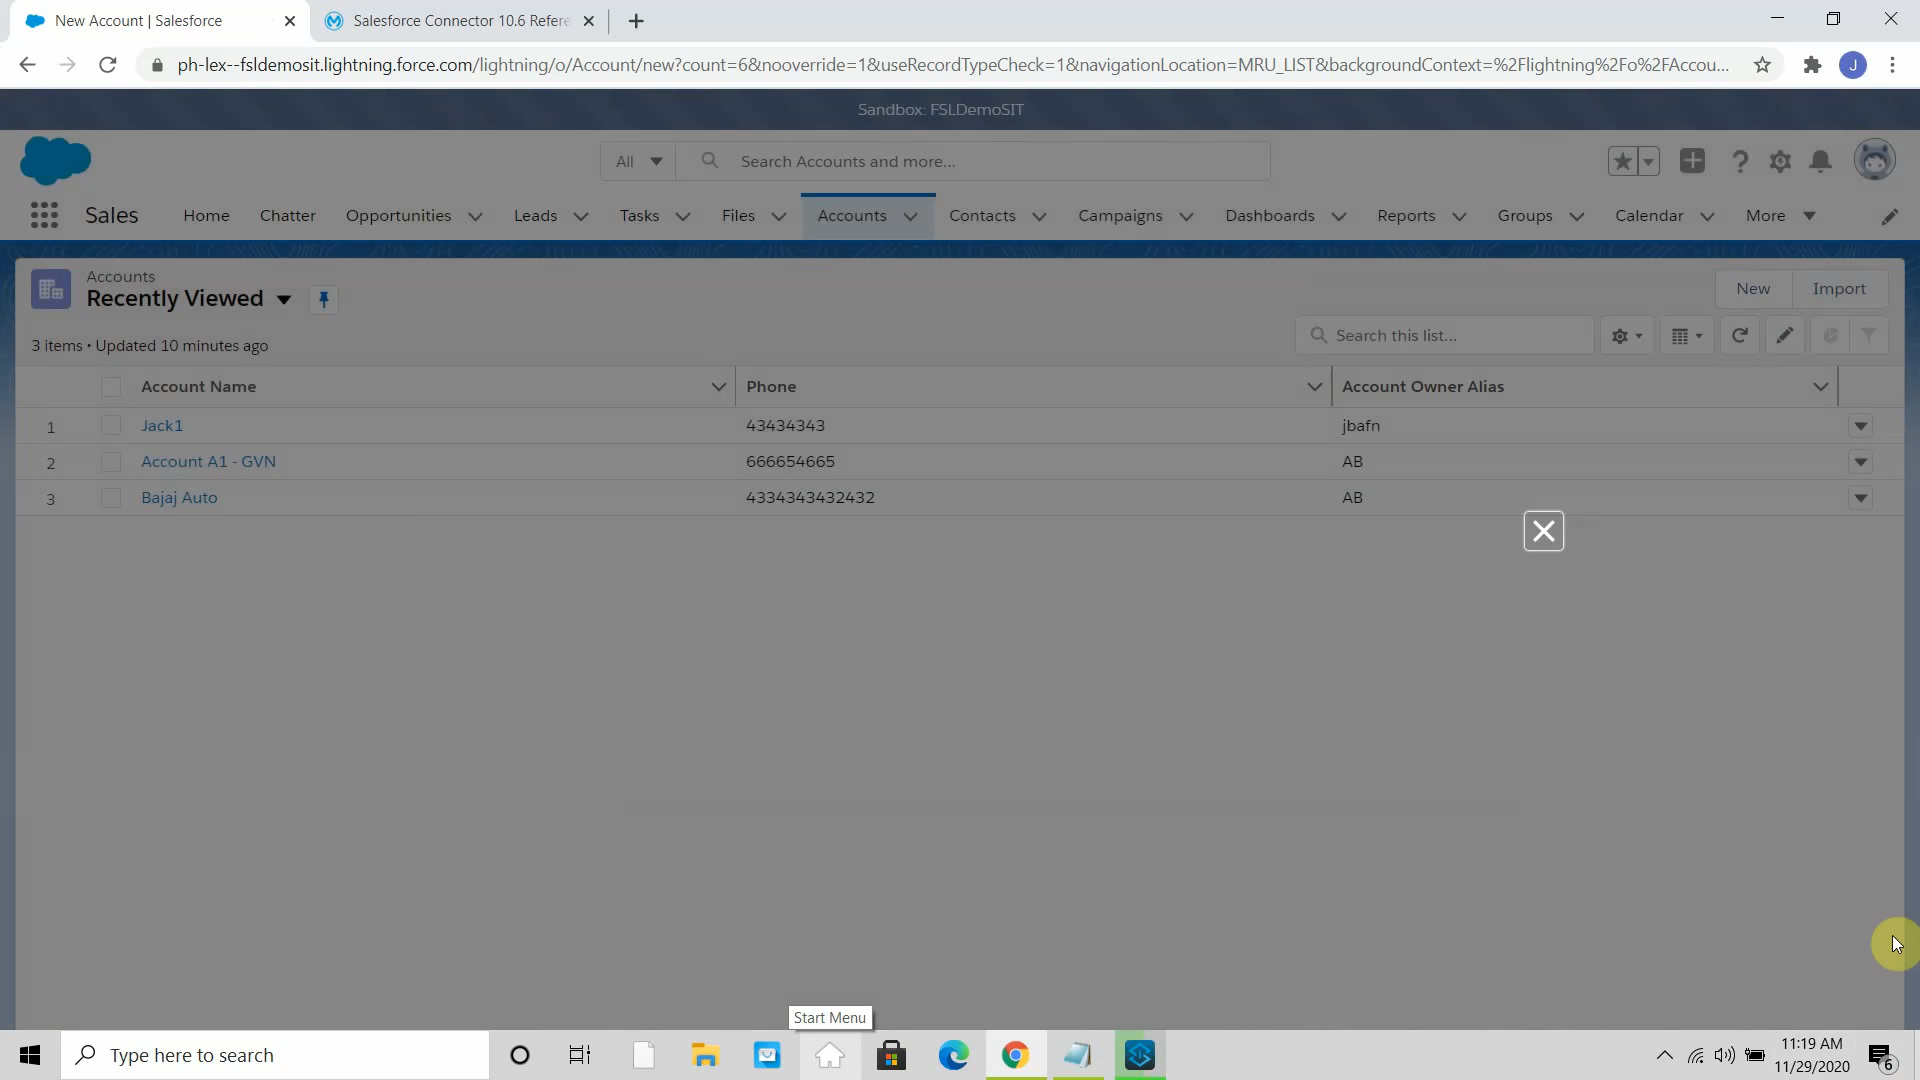 New Account | Salesforce
Salesforce Connector 10.6 Refere
ph-lex--fsldemosit.lightning.force.com/lightning/o/Account/new?count=6&nooverride=1&useRecordTypeCheck=1&navigationLocation=MRU_LIST&backgroundContext=%2Flightning%2Fo%2FAccou...
J
Sandbox: FSLDemoSIT
All
Search Accounts and more...
Sales
Home
Chatter
Opportunities
Leads
Tasks
Files
Accounts
Contacts
Campaigns
Dashboards
Reports
Groups
Calendar
More
Accounts
Recently Viewed
New
Import
3 items • Updated 10 minutes ago
Search this list...
Account Name
Phone
Account Owner Alias
1 Jack1 43434343 jbafn
2 Account A1 - GVN 666654665 AB
3 Bajaj Auto 4334343432432 AB
Start Menu
Type here to search
11:19 AM
11/29/2020
6